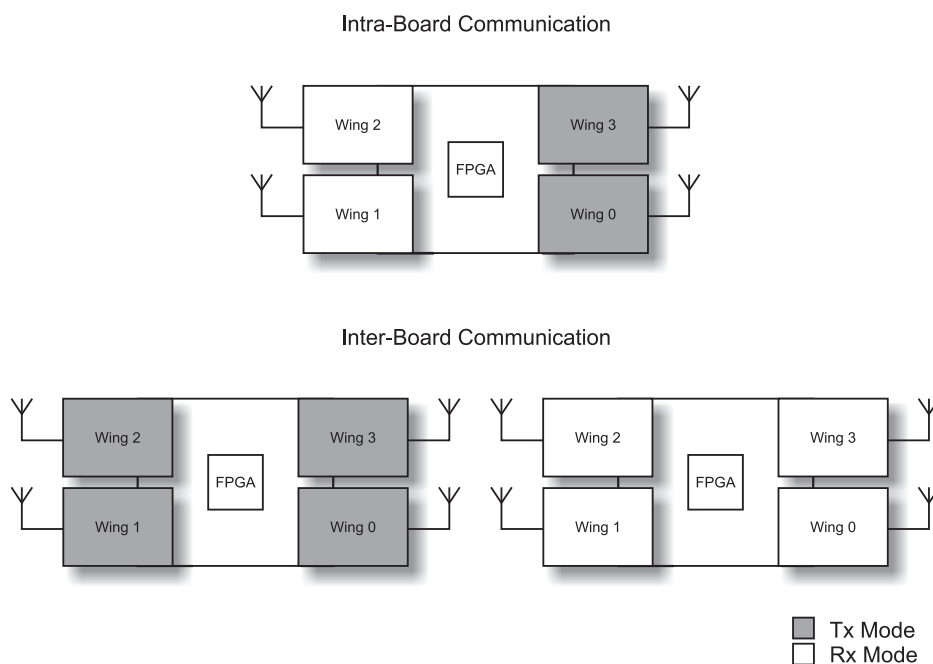 Intra-Board Communication
Wing 2
Wing 3
FPGA
Wing 1
Wing 0
Inter-Board Communication
Wing 2
Wing 3
FPGA
Wing 1
Wing 0
Wing 2
Wing 3
FPGA
Wing 1
Wing 0
Tx Mode
Rx Mode